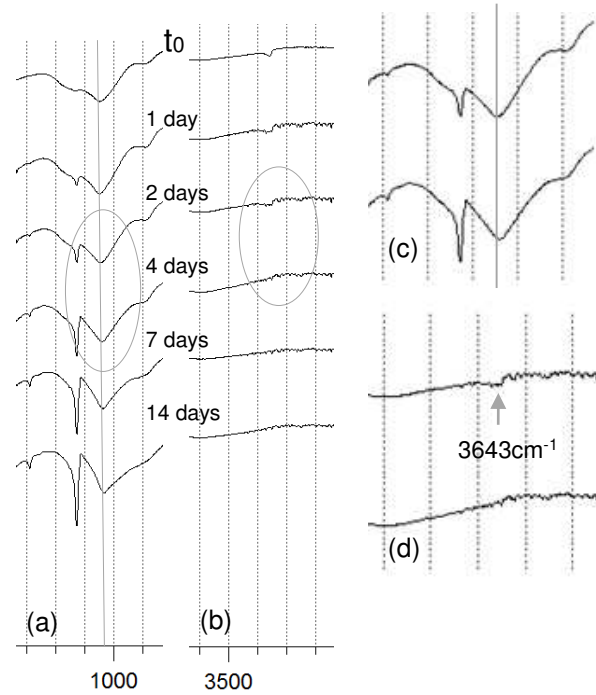 t0
1 day
2 days
4 days
7 days
14 days
(a)
(b)
1000
3500
(c)
3643cm-1
(d)